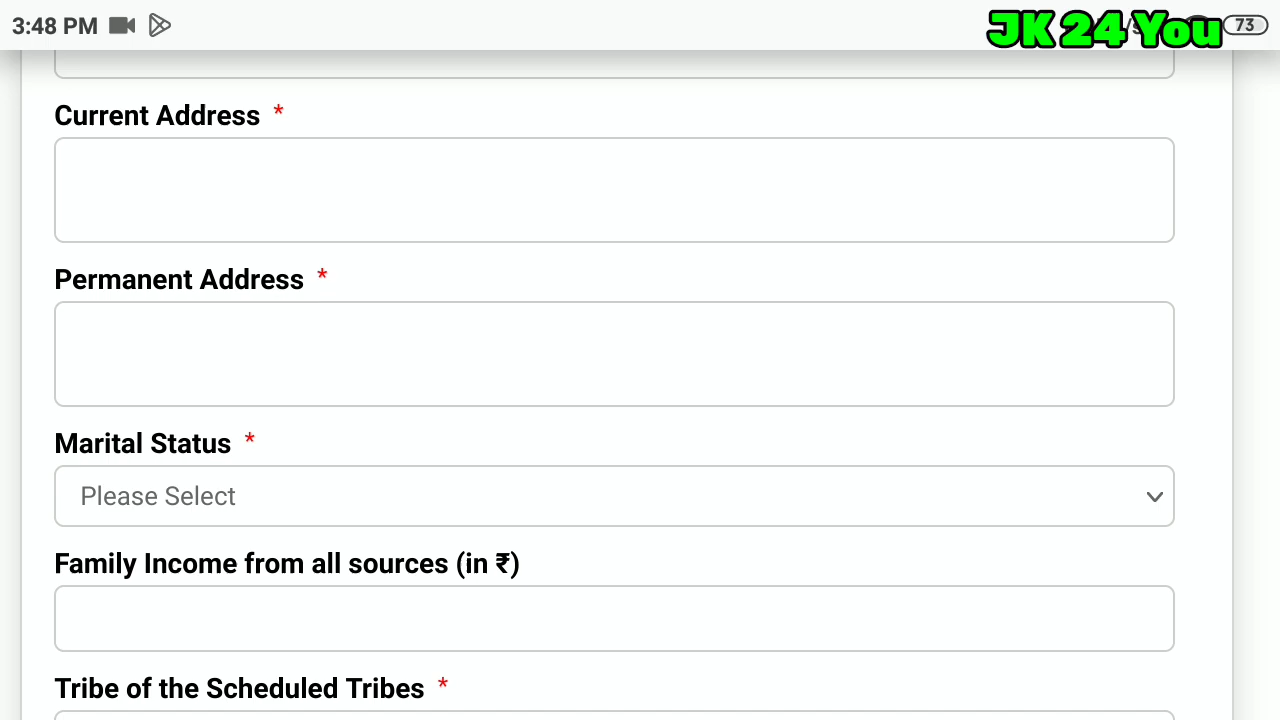 3:48 PM
JK 24 You
73
Current Address *
Permanent Address *
Marital Status *
Please Select
Family Income from all sources (in ₹)
Tribe of the Scheduled Tribes *